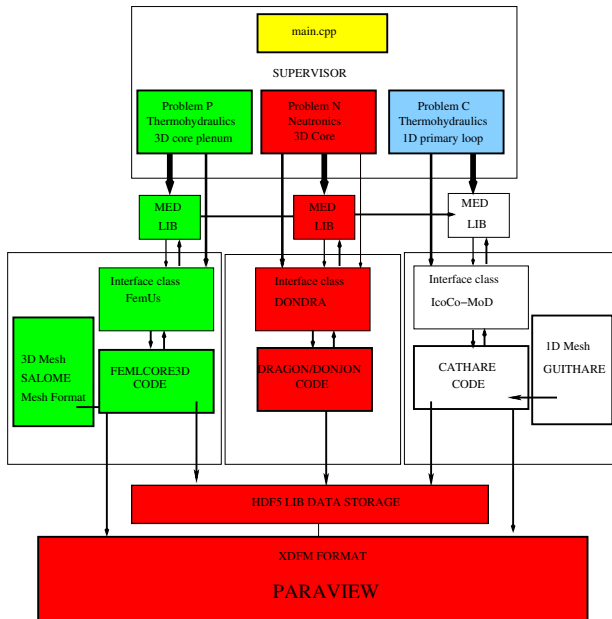 main.cpp
SUPERVISOR
Problem P
Thermohydraulics
3D core plenum
Problem N
Neutronics
3D Core
Problem C
Thermohydraulics
1D primary loop
MED
LIB
MED
LIB
MED
LIB
Interface class
FemUs
Interface class
DONDRA
Interface class
IcoCo−MoD
3D Mesh
SALOME
Mesh Format
FEMLCORE3D
CODE
DRAGON/DONJON
CODE
CATHARE
CODE
1D Mesh
GUITHARE
HDF5 LIB DATA STORAGE
XDFM FORMAT
PARAVIEW